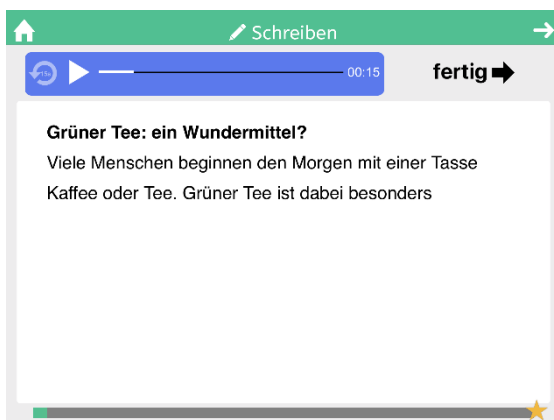 Schreiben
15s
00:15
fertig
Grüner Tee: ein Wundermittel?
Viele Menschen beginnen den Morgen mit einer Tasse
Kaffee oder Tee. Grüner Tee ist dabei besonders